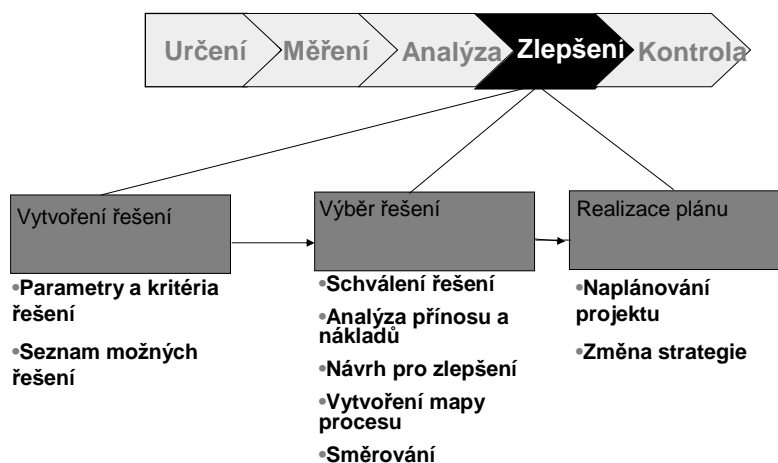 Určení Měření Analýza Zlepšení Kontrola
Vytvoření řešení
•Parametry a kritéria
řešení
•Seznam možných
řešení
Výběr řešení
•Schválení řešení
•Analýza přínosu a
nákladů
•Návrh pro zlepšení
•Vytvoření mapy
procesu
•Směrování
Realizace plánu
•Naplánování
projektu
•Změna strategie